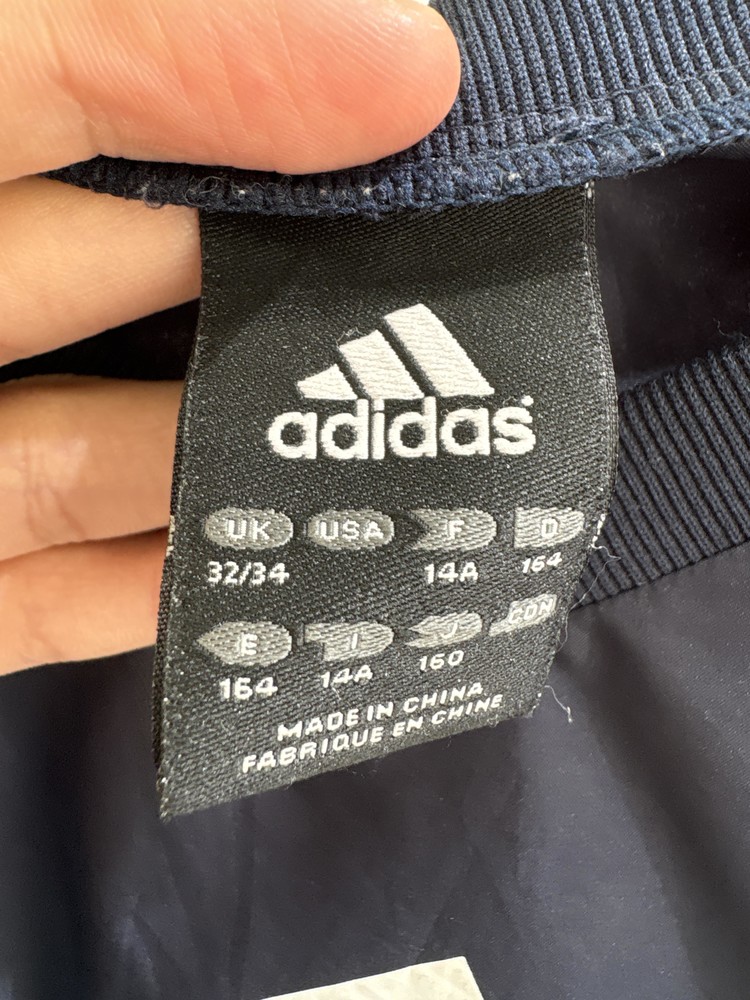 adidas
UK USA F D
32/34 14A 164
E I J CDN
164 14A 160
MADE IN CHINA
FABRIQUE EN CHINE